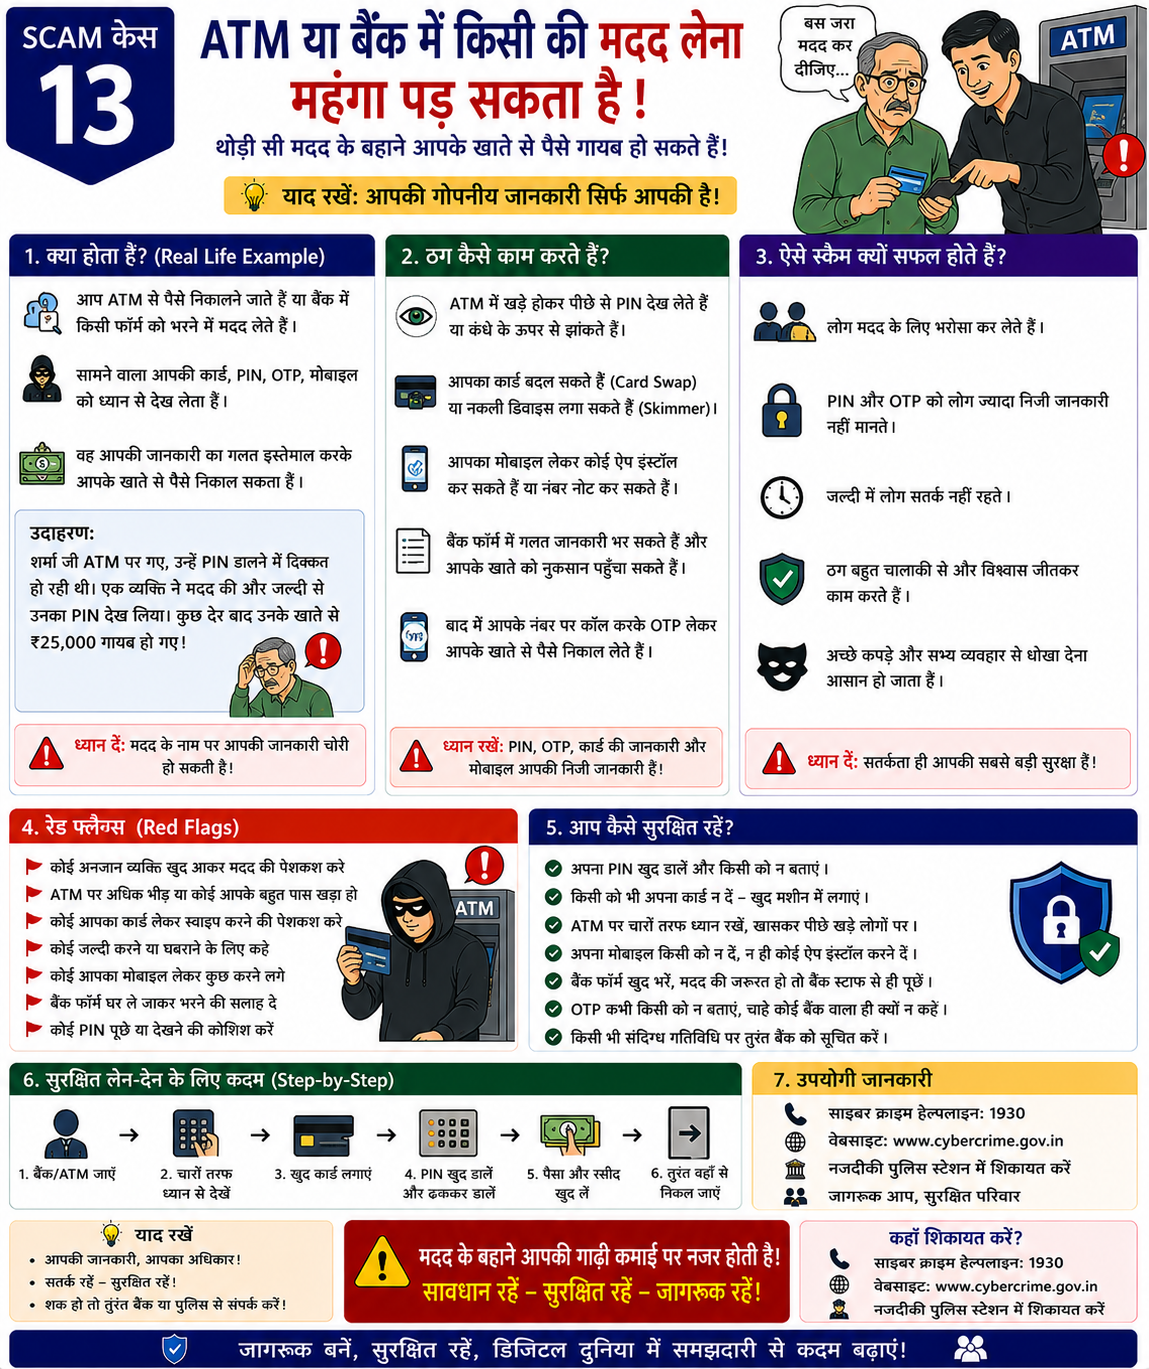 SCAM केस
13
ATM या बैंक में किसी की मदद लेना
महंगा पड़ सकता है !
थोड़ी सी मदद के बहाने आपके खाते से पैसे गायब हो सकते हैं!
याद रखें: आपकी गोपनीय जानकारी सिर्फ आपकी है!
बस जरा
मदद कर
दीजिए...
ATM
1. क्या होता हैं? (Real Life Example)
आप ATM से पैसे निकालने जाते हैं या बैंक में
किसी फॉर्म को भरने में मदद लेते हैं।
सामने वाला आपकी कार्ड, PIN, OTP, मोबाइल
को ध्यान से देख लेता हैं।
वह आपकी जानकारी का गलत इस्तेमाल करके
आपके खाते से पैसे निकाल सकता हैं।
उदाहरण:
शर्मा जी ATM पर गए, उन्हें PIN डालने में दिक्कत
हो रही थी। एक व्यक्ति ने मदद की और जल्दी से
उनका PIN देख लिया। कुछ देर बाद उनके खाते से
₹25,000 गायब हो गए!
ध्यान दें: मदद के नाम पर आपकी जानकारी चोरी
हो सकती है!
2. ठग कैसे काम करते हैं?
ATM में खड़े होकर पीछे से PIN देख लेते हैं
या कंधे के ऊपर से झांकते हैं।
आपका कार्ड बदल सकते हैं (Card Swap)
या नकली डिवाइस लगा सकते हैं (Skimmer)।
आपका मोबाइल लेकर कोई ऐप इंस्टॉल
कर सकते हैं या नंबर नोट कर सकते हैं।
बैंक फॉर्म में गलत जानकारी भर सकते हैं और
आपके खाते को नुकसान पहुँचा सकते हैं।
बाद में आपके नंबर पर कॉल करके OTP लेकर
आपके खाते से पैसे निकाल लेते हैं।
ध्यान रखें: PIN, OTP, कार्ड की जानकारी और
मोबाइल आपकी निजी जानकारी हैं!
3. ऐसे स्कैम क्यों सफल होते हैं?
लोग मदद के लिए भरोसा कर लेते हैं।
PIN और OTP को लोग ज्यादा निजी जानकारी
नहीं मानते।
जल्दी में लोग सतर्क नहीं रहते।
ठग बहुत चालाकी से और विश्वास जीतकर
काम करते हैं।
अच्छे कपड़े और सभ्य व्यवहार से धोखा देना
आसान हो जाता हैं।
ध्यान दें: सतर्कता ही आपकी सबसे बड़ी सुरक्षा हैं!
4. रेड फ्लैग्स (Red Flags)
कोई अनजान व्यक्ति खुद आकर मदद की पेशकश करे
ATM पर अधिक भीड़ या कोई आपके बहुत पास खड़ा हो
कोई आपका कार्ड लेकर स्वाइप करने की पेशकश करे
कोई जल्दी करने या घबराने के लिए कहे
कोई आपका मोबाइल लेकर कुछ करने लगे
बैंक फॉर्म घर ले जाकर भरने की सलाह दे
कोई PIN पूछे या देखने की कोशिश करें
ATM
5. आप कैसे सुरक्षित रहें?
अपना PIN खुद डालें और किसी को न बताएं।
किसी को भी अपना कार्ड न दें – खुद मशीन में लगाएं।
ATM पर चारों तरफ ध्यान रखें, खासकर पीछे खड़े लोगों पर।
अपना मोबाइल किसी को न दें, न ही कोई ऐप इंस्टॉल करने दें।
बैंक फॉर्म खुद भरें, मदद की जरूरत हो तो बैंक स्टाफ से ही पूछें।
OTP कभी किसी को न बताएं, चाहे कोई बैंक वाला ही क्यों न कहें।
किसी भी संदिग्ध गतिविधि पर तुरंत बैंक को सूचित करें।
6. सुरक्षित लेन-देन के लिए कदम (Step-by-Step)
1. बैंक/ATM जाएँ
2. चारों तरफ
ध्यान से देखें
3. खुद कार्ड लगाएं
4. PIN खुद डालें
और ढककर डालें
5. पैसा और रसीद
खुद लें
6. तुरंत वहाँ से
निकल जाएँ
7. उपयोगी जानकारी
साइबर क्राइम हेल्पलाइन: 1930
वेबसाइट: www.cybercrime.gov.in
नजदीकी पुलिस स्टेशन में शिकायत करें
जागरूक आप, सुरक्षित परिवार
याद रखें
• आपकी जानकारी, आपका अधिकार!
• सतर्क रहें – सुरक्षित रहें!
• शक हो तो तुरंत बैंक या पुलिस से संपर्क करें!
मदद के बहाने आपकी गाढ़ी कमाई पर नजर होती है!
सावधान रहें – सुरक्षित रहें – जागरूक रहें!
कहाँ शिकायत करें?
साइबर क्राइम हेल्पलाइन: 1930
वेबसाइट: www.cybercrime.gov.in
नजदीकी पुलिस स्टेशन में शिकायत करें
जागरूक बनें, सुरक्षित रहें, डिजिटल दुनिया में समझदारी से कदम बढ़ाएं!